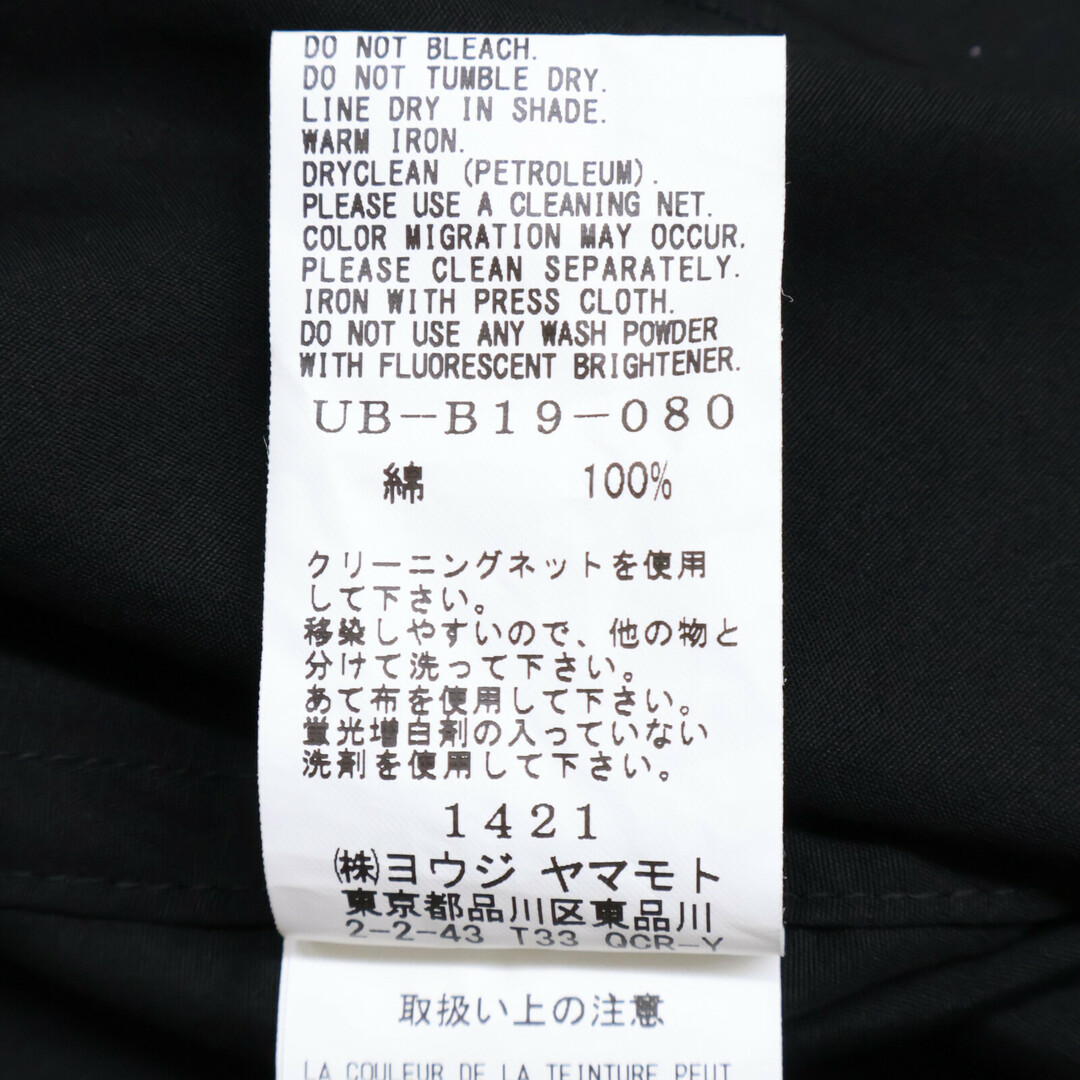 DO NOT BLEACH.
DO NOT TUMBLE DRY.
LINE DRY IN SHADE.
WARM IRON.
DRYCLEAN (PETROLEUM).
PLEASE USE A CLEANING NET.
COLOR MIGRATION MAY OCCUR.
PLEASE CLEAN SEPARATELY.
IRON WITH PRESS CLOTH.
DO NOT USE ANY WASH POWDER
WITH FLUORESCENT BRIGHTENER.
UB-B19-080
綿 100%
クリーニングネットを使用
して下さい。
移染しやすいので、他の物と
分けて洗って下さい。
あて布を使用して下さい。
蛍光増白剤の入っていない
洗剤を使用して下さい。
1421
(株)ヨウジ ヤマモト
東京都品川区東品川
2-2-43 T33 QCR-Y
取扱い上の注意
LA COULEUR DE LA TEINTURE PEUT